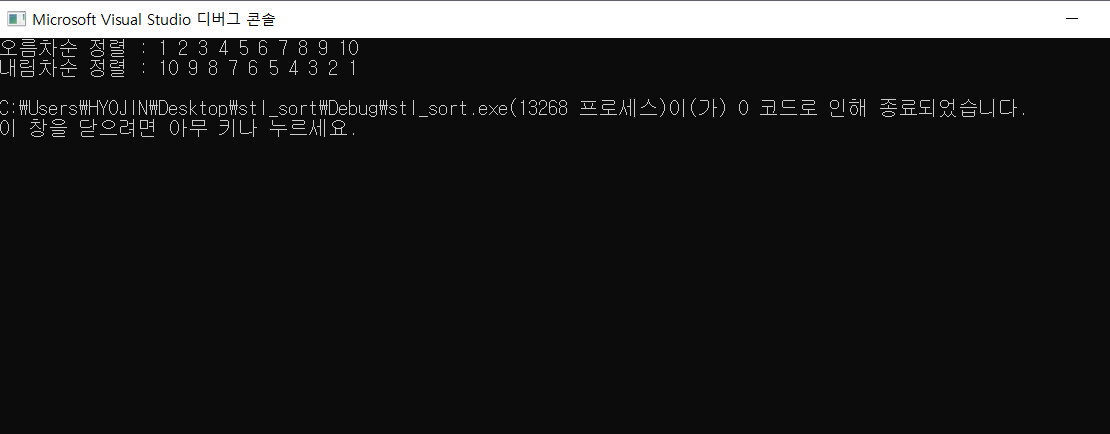 Microsoft Visual Studio 디버그 콘솔
오름차순 정렬 : 1 2 3 4 5 6 7 8 9 10
내림차순 정렬 : 10 9 8 7 6 5 4 3 2 1
C:₩Users₩HYOJIN₩Desktop₩stl_sort₩Debug₩stl_sort.exe(13268 프로세스)이(가) 0 코드로 인해 종료되었습니다.
이 창을 닫으려면 아무 키나 누르세요.